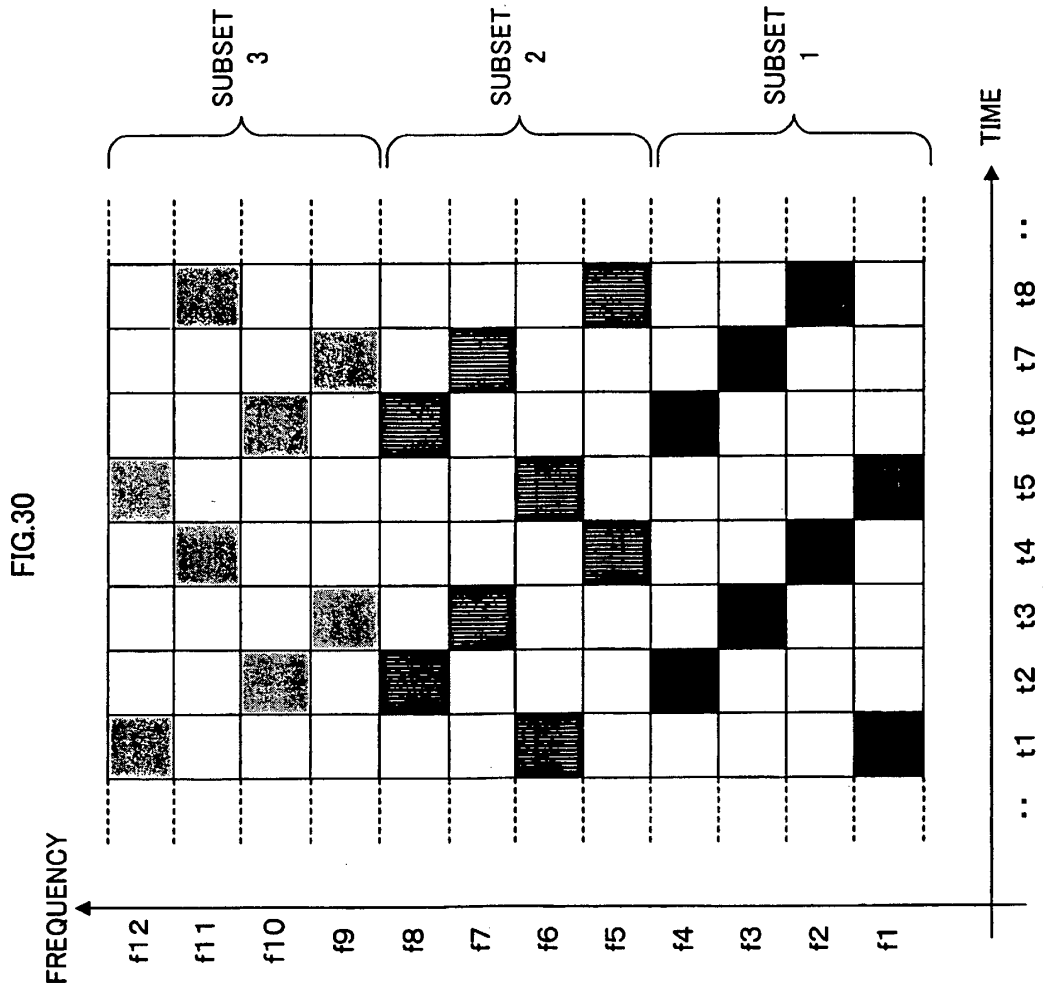 FIG.30
FREQUENCY
f12
f11
f10
f9
f8
f7
f6
f5
f4
f3
f2
f1
SUBSET
3
SUBSET
2
SUBSET
1
TIME
..
t1
t2
t3
t4
t5
t6
t7
t8
..